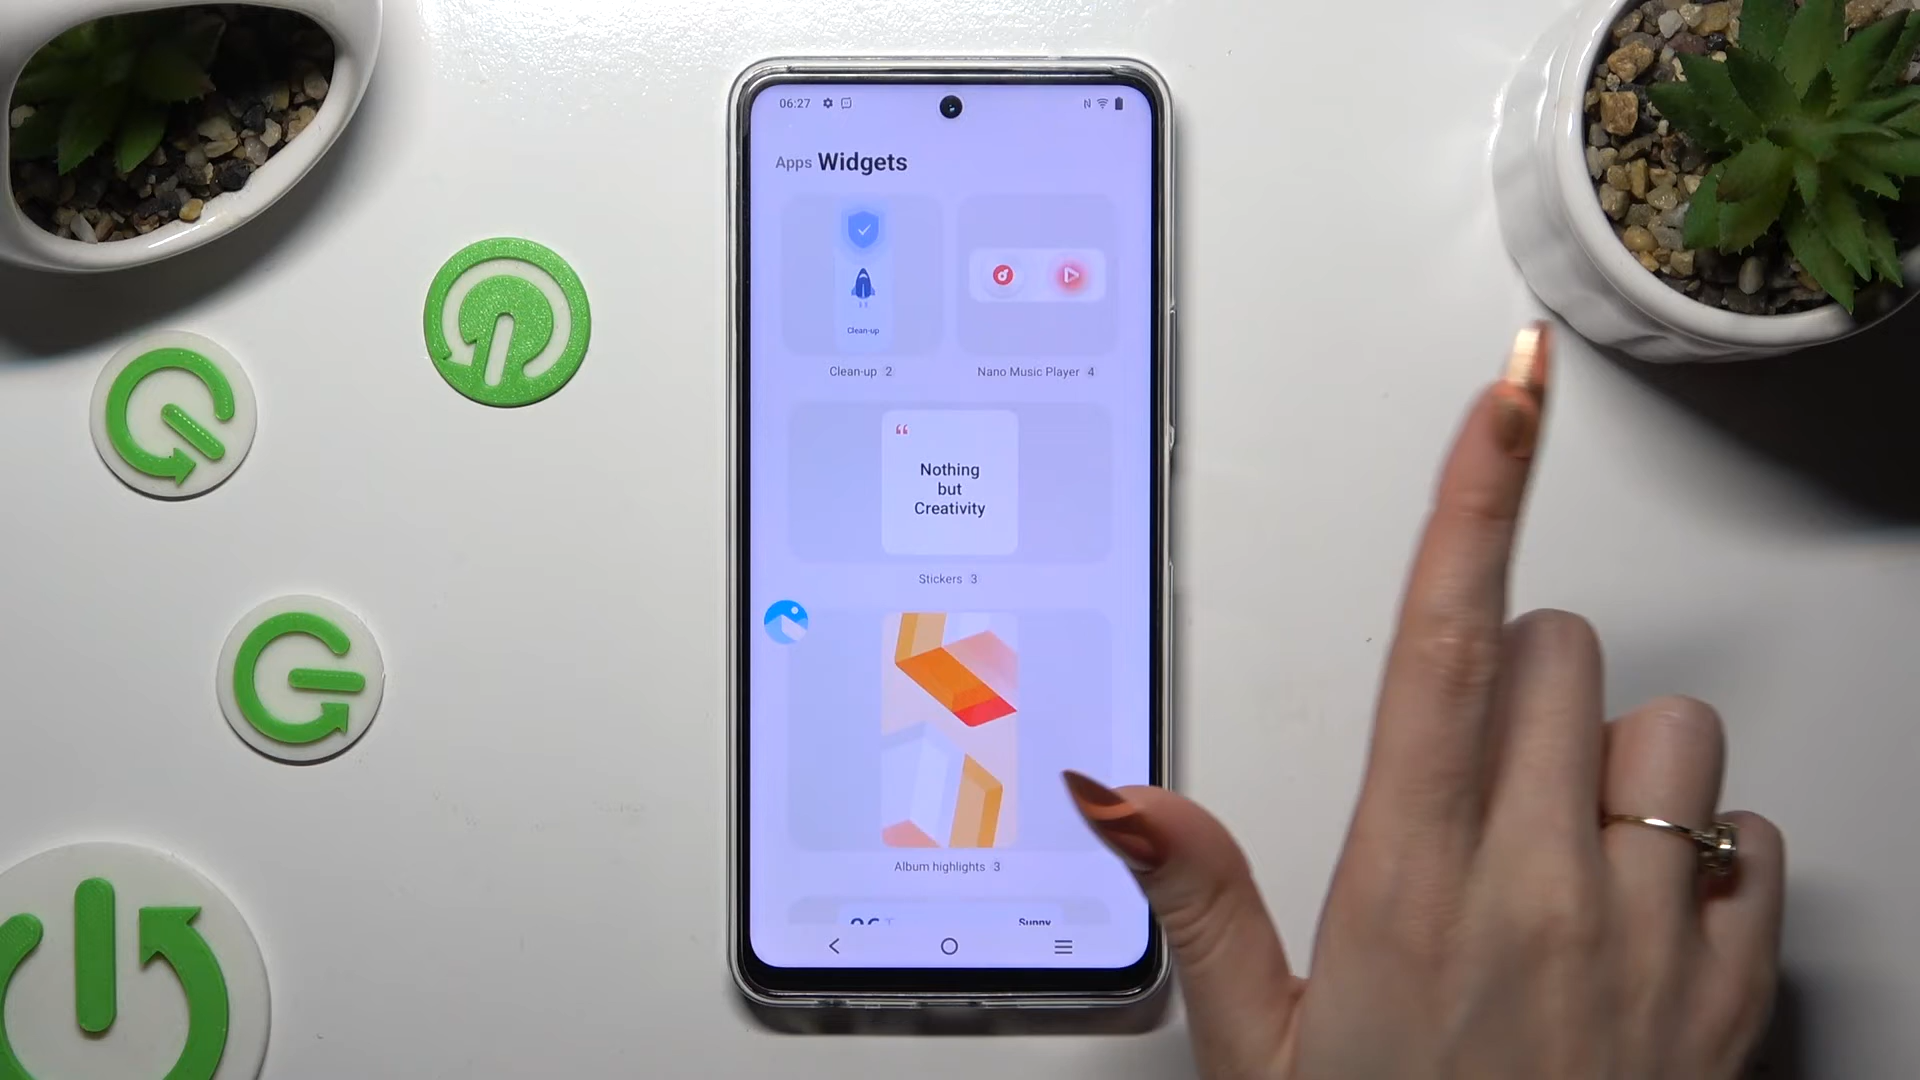 06:27
Apps Widgets
Clean-up
Clean-up 2
Nano Music Player 4
“
Nothing
but
Creativity
Stickers 3
Album highlights 3
Sunny